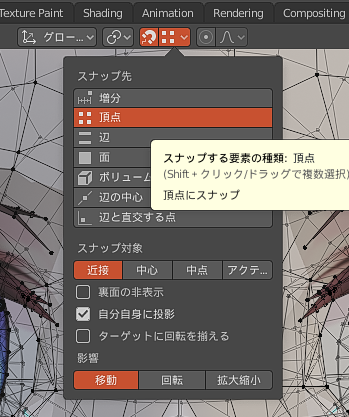 Texture Paint Shading Animation Rendering Compositing
グロー...
スナップ先
増分
頂点
辺
面
ボリューム
辺の中心
辺と直交する点
スナップする要素の種類: 頂点
(Shift + クリック/ドラッグで複数選択)
頂点にスナップ
スナップ対象
近接 中心 中点 アクテ...
裏面の非表示
自分自身に投影
ターゲットに回転を揃える
影響
移動 回転 拡大縮小